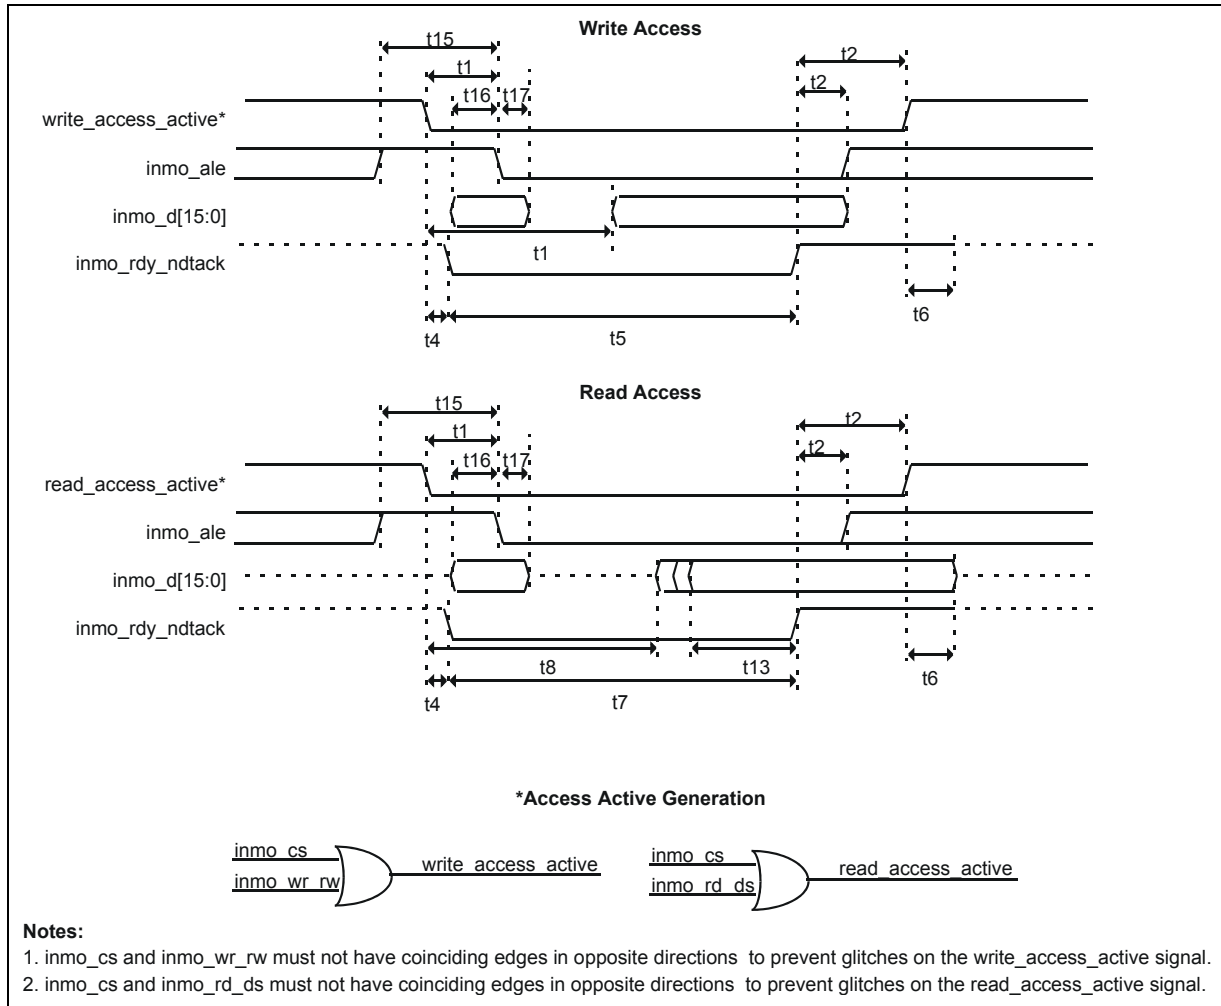 Write Access
t15
t2
t1
t2
t16 t17
write_access_active*
inmo_ale
inmo_d[15:0]
t1
inmo_rdy_ndtack
t6
t4
t5
Read Access
t15
t2
t1
t2
t16 t17
read_access_active*
inmo_ale
inmo_d[15:0]
inmo_rdy_ndtack
t8
t13
t6
t4
t7
*Access Active Generation
inmo_cs
write_access_active
inmo_wr_rw
inmo_cs
read_access_active
inmo_rd_ds
Notes:
1. inmo_cs and inmo_wr_rw must not have coinciding edges in opposite directions to prevent glitches on the write_access_active signal.
2. inmo_cs and inmo_rd_ds must not have coinciding edges in opposite directions to prevent glitches on the read_access_active signal.